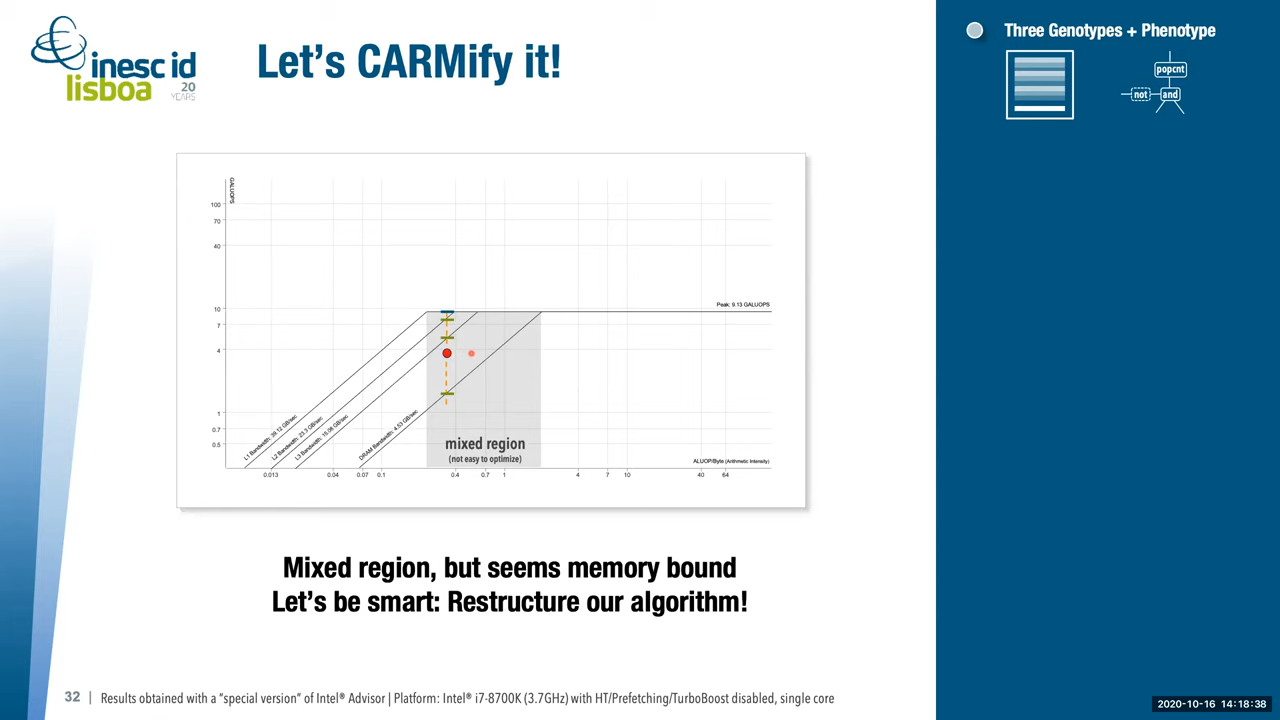 inesc id
lisboa
20
YEARS
Let's CARMify it!
Three Genotypes + Phenotype
popcnt
not
and
GALUOPS
100
70
40
10
7
4
1
0.7
0.5
Peak: 9.13 GALUOPS
L1 Bandwidth: 39.12 GB/sec
L2 Bandwidth: 23.3 GB/sec
L3 Bandwidth: 15.08 GB/sec
DRAM Bandwidth: 4.53 GB/sec
mixed region
(not easy to optimize)
ALUOP/Byte (Arithmetic Intensity)
0.013
0.04
0.07
0.1
0.4
0.7
1
4
7
10
40
64
Mixed region, but seems memory bound
Let's be smart: Restructure our algorithm!
32 | Results obtained with a "special version" of Intel® Advisor | Platform: Intel® i7-8700K (3.7GHz) with HT/Prefetching/TurboBoost disabled, single core
2020-10-16 14:18:38